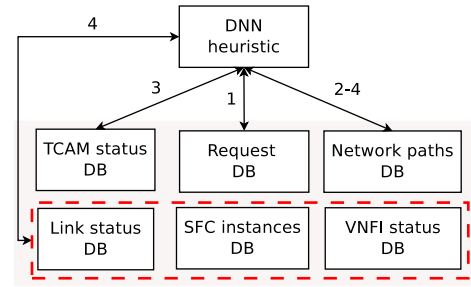 4
DNN
heuristic
3
1
2-4
TCAM status
DB
Request
DB
Network paths
DB
Link status
DB
SFC instances
DB
VNFI status
DB